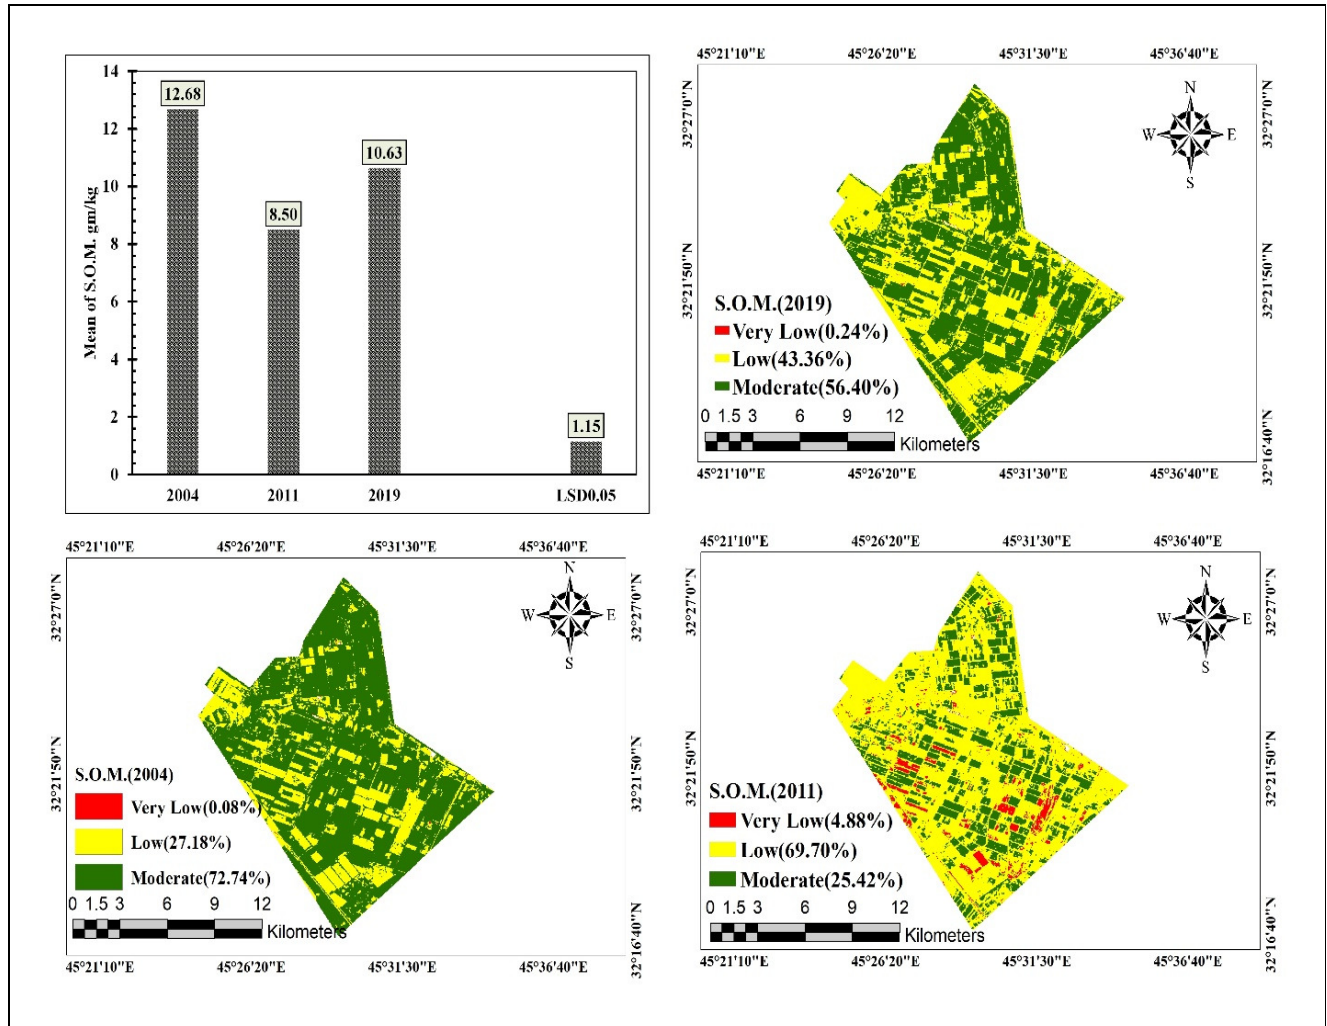 14
12
10
8
6
4
2
0
Mean of S.O.M. gm/kg
12.68
8.50
10.63
1.15
2004
2011
2019
LSD0.05
45°21'10"E
45°26'20"E
45°31'30"E
45°36'40"E
32°27'0"N
32°21'50"N
32°16'40"N
N
W
E
S
S.O.M.(2019)
Very Low(0.24%)
Low(43.36%)
Moderate(56.40%)
0 1.5 3 6 9 12
Kilometers
45°21'10"E
45°26'20"E
45°31'30"E
45°36'40"E
45°21'10"E
45°26'20"E
45°31'30"E
45°36'40"E
32°27'0"N
32°21'50"N
32°27'0"N
32°21'50"N
32°16'40"N
N
W
E
S
S.O.M.(2004)
Very Low(0.08%)
Low(27.18%)
Moderate(72.74%)
0 1.5 3 6 9 12
Kilometers
45°21'10"E
45°26'20"E
45°31'30"E
45°36'40"E
45°21'10"E
45°26'20"E
45°31'30"E
45°36'40"E
32°27'0"N
32°21'50"N
32°16'40"N
N
W
E
S
S.O.M.(2011)
Very Low(4.88%)
Low(69.70%)
Moderate(25.42%)
0 1.5 3 6 9 12
Kilometers
45°21'10"E
45°26'20"E
45°31'30"E
45°36'40"E